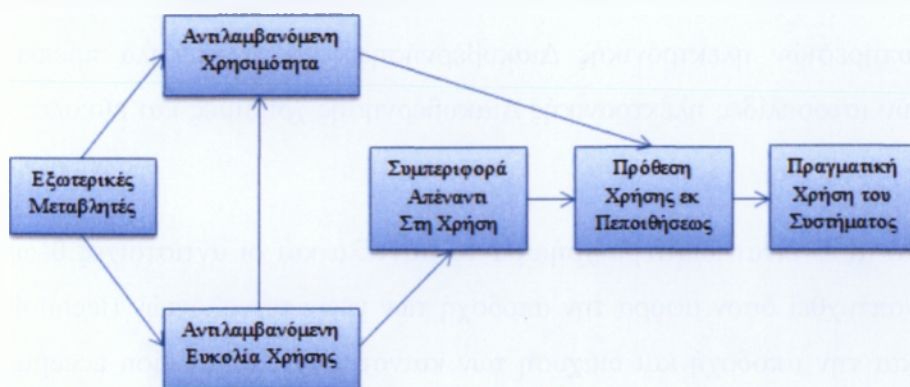 Αντιλαμβανόμενη
Χρησιμότητα
Εξωτερικές
Μεταβλητές
Συμπεριφορά
Απέναντι
Στη Χρήση
Πρόθεση
Χρήσης εκ
Πεποιθήσεως
Πραγματική
Χρήση του
Συστήματος
Αντιλαμβανόμενη
Ευκολία Χρήσης